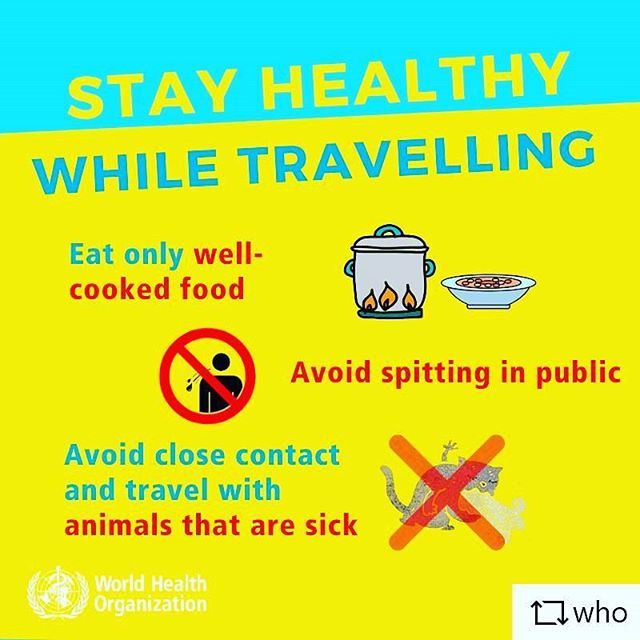 STAY HEALTHY
WHILE TRAVELLING
Eat only well-
cooked food
Avoid spitting in public
Avoid close contact
and travel with
animals that are sick
World Health
Organization
who